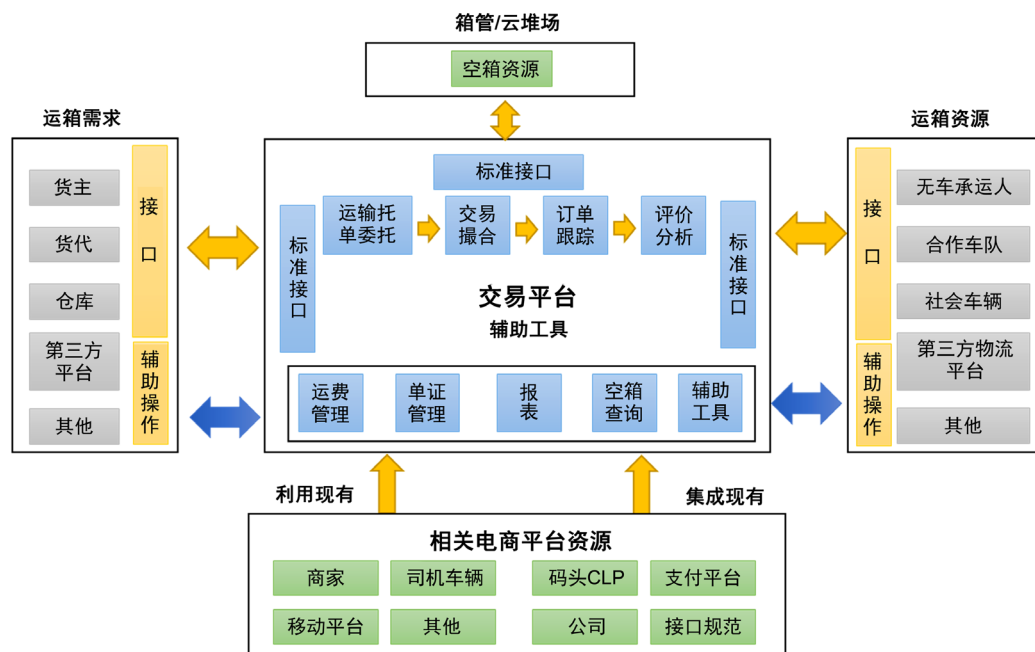 箱管/云堆场
空箱资源
运箱需求
货主
货代
仓库
第三方
平台
其他
接
口
辅助操作
标准接口
标准接口
运输托
单委托
交易
撮合
订单
跟踪
评价
分析
标准接口
交易平台
辅助工具
运费
管理
单证
管理
报
表
空箱
查询
辅助
工具
运箱资源
接
口
辅助操作
无车承运人
合作车队
社会车辆
第三方物流
平台
其他
利用现有
集成现有
相关电商平台资源
商家
司机车辆
码头CLP
支付平台
移动平台
其他
公司
接口规范